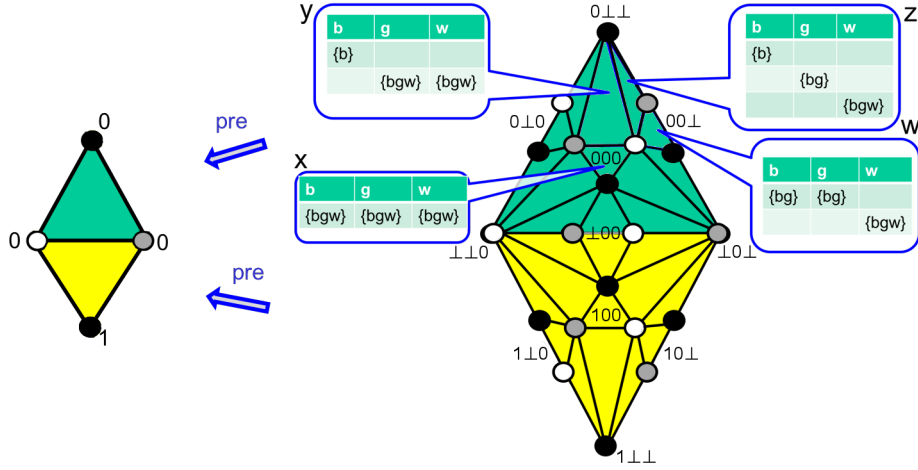 y
b g w
{b}
{bgw} {bgw}
0⊥⊥
z
b g w
{b}
{bg}
{bgw}
0
pre
0⊥0
00⊥
w
b g w
{bg} {bg}
{bgw}
x
b g w
{bgw} {bgw} {bgw}
000
0
0
⊥⊥0
⊥00
⊥0⊥
pre
1
100
1⊥0
10⊥
1⊥⊥